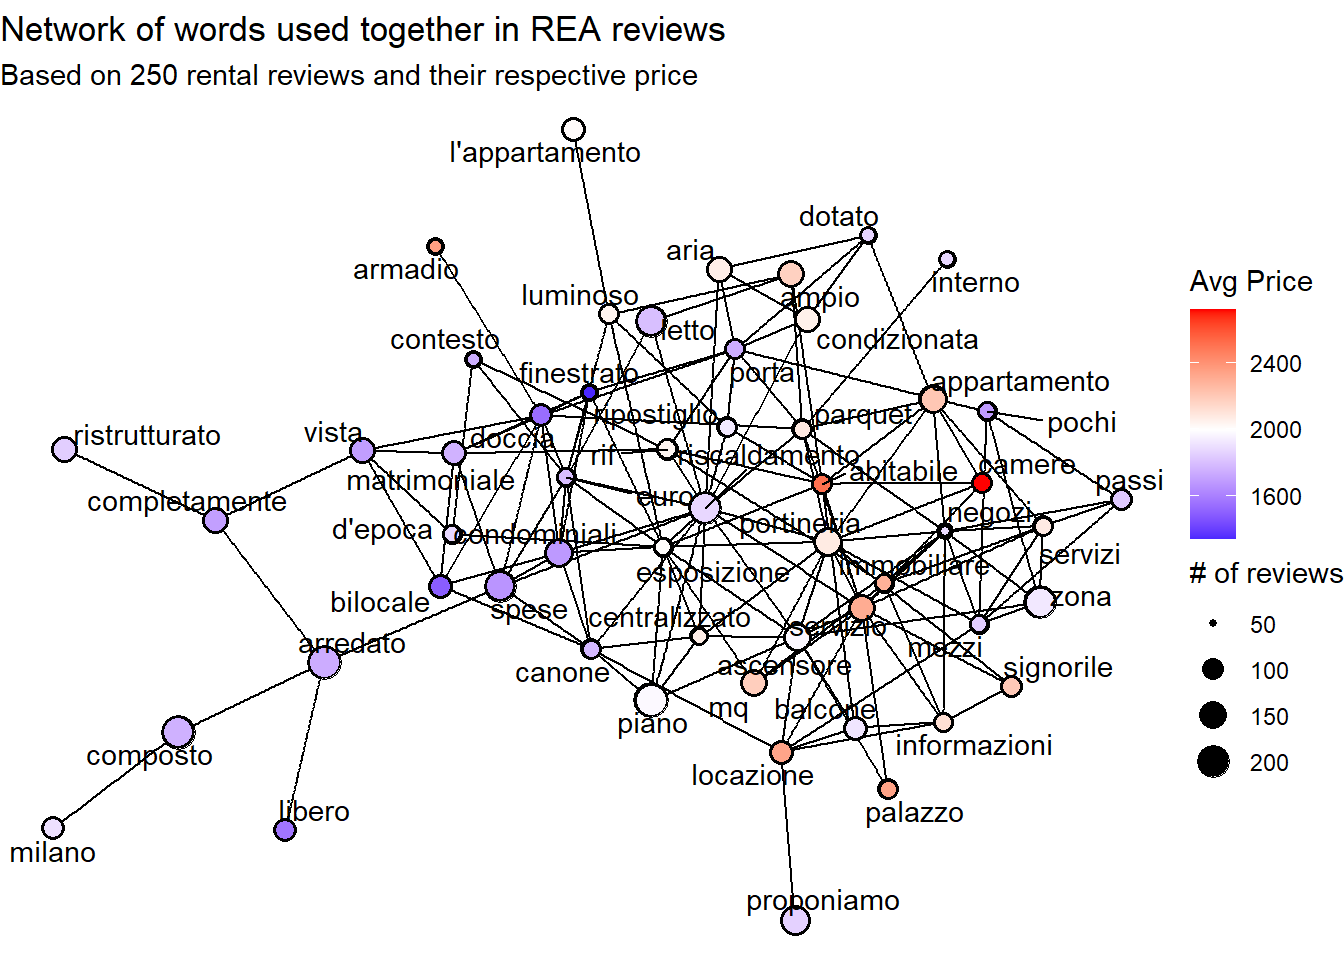 Network of words used together in REA reviews
Based on 250 rental reviews and their respective price
l'appartamento
dotato
aria
armadio
interno
luminoso
ampio
letto
contesto
condizionata
finestrato
porta
appartamento
ripostiglio
parquet
pochi
ristrutturato
vista
doccia
rif
riscaldamento
abitabile
camere
matrimoniale
passi
completamente
euro
negozi
d'epoca
condominiali
portineria
servizi
esposizione
immobiliare
bilocale
spese
zona
centralizzato
servizio
arredato
mezzi
canone
ascensore
signorile
mq
balcone
piano
composto
informazioni
locazione
libero
palazzo
milano
proponiamo
Avg Price
2400
2000
1600
# of reviews
50
100
150
200